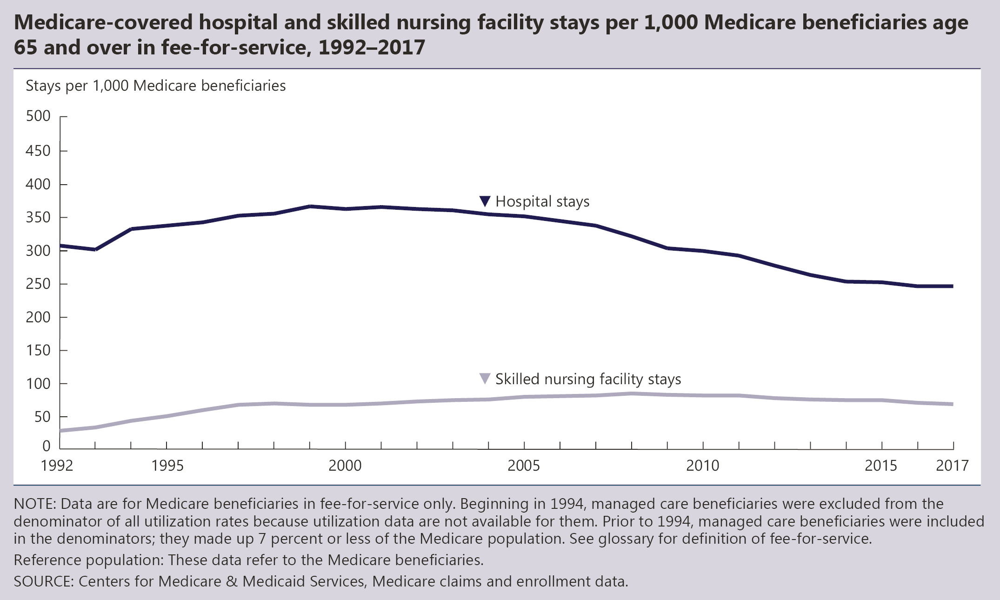 Medicare-covered hospital and skilled nursing facility stays per 1,000 Medicare beneficiaries age
65 and over in fee-for-service, 1992–2017
Stays per 1,000 Medicare beneficiaries
500
450
400
350
300
250
200
150
100
50
0
▼ Hospital stays
▼ Skilled nursing facility stays
1992 1995 2000 2005 2010 2015 2017
NOTE: Data are for Medicare beneficiaries in fee-for-service only. Beginning in 1994, managed care beneficiaries were excluded from the
denominator of all utilization rates because utilization data are not available for them. Prior to 1994, managed care beneficiaries were included
in the denominators; they made up 7 percent or less of the Medicare population. See glossary for definition of fee-for-service.
Reference population: These data refer to the Medicare beneficiaries.
SOURCE: Centers for Medicare & Medicaid Services, Medicare claims and enrollment data.